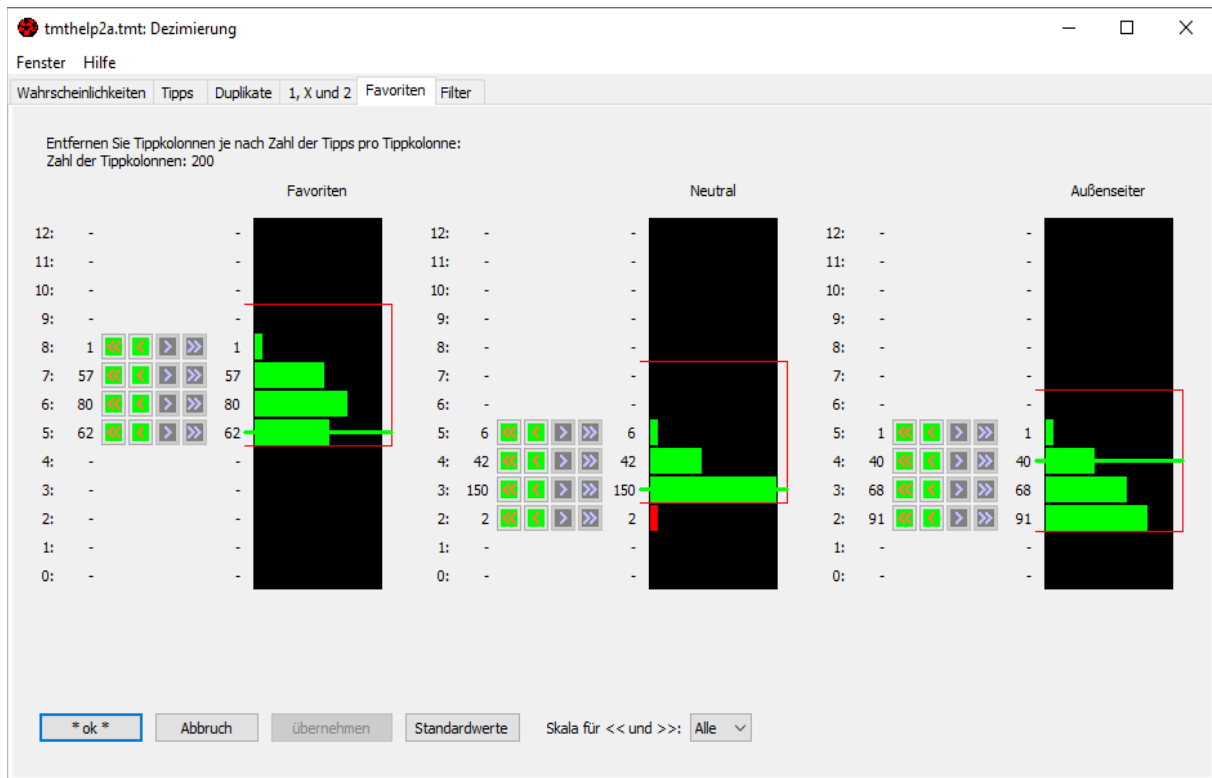 tmthelp2a.tmt: Dezimierung
Fenster Hilfe
Wahrscheinlichkeiten Tipps Duplikate 1, X und 2 Favoriten Filter
Entfernen Sie Tippkolonnen je nach Zahl der Tipps pro Tippkolonne:
Zahl der Tippkolonnen: 200
Favoriten Neutral Außenseiter
12: - - 12: - - 12: - -
11: - - 11: - - 11: - -
10: - - 10: - - 10: - -
9: - - 9: - - 9: - -
8: 1 << < > >> 1 8: - - 8: - -
7: 57 << < > >> 57 7: - - 7: - -
6: 80 << < > >> 80 6: - - 6: - -
5: 62 << < > >> 62 5: 6 << < > >> 6 5: 1 << < > >> 1
4: - - 4: 42 << < > >> 42 4: 40 << < > >> 40
3: - - 3: 150 << < > >> 150 3: 68 << < > >> 68
2: - - 2: 2 << < > >> 2 2: 91 << < > >> 91
1: - - 1: - - 1: - -
0: - - 0: - - 0: - -
* ok * Abbruch übernehmen Standardwerte Skala für << und >>: Alle